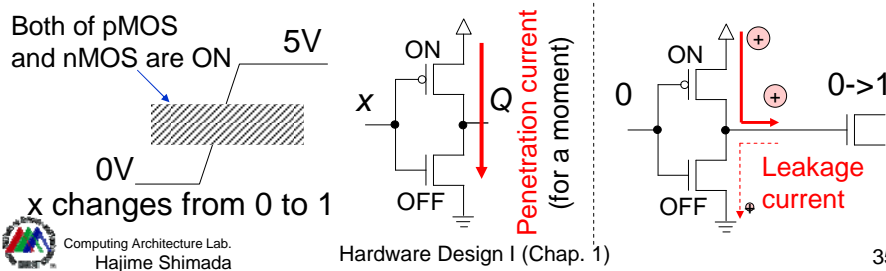 Both of pMOS
and nMOS are ON
5V
0V
x changes from 0 to 1
ON
x
Q
OFF
Penetration current
(for a moment)
ON
+
+
0
0->1
Leakage
current
+
OFF
Computing Architecture Lab.
Hajime Shimada
Hardware Design I (Chap. 1)